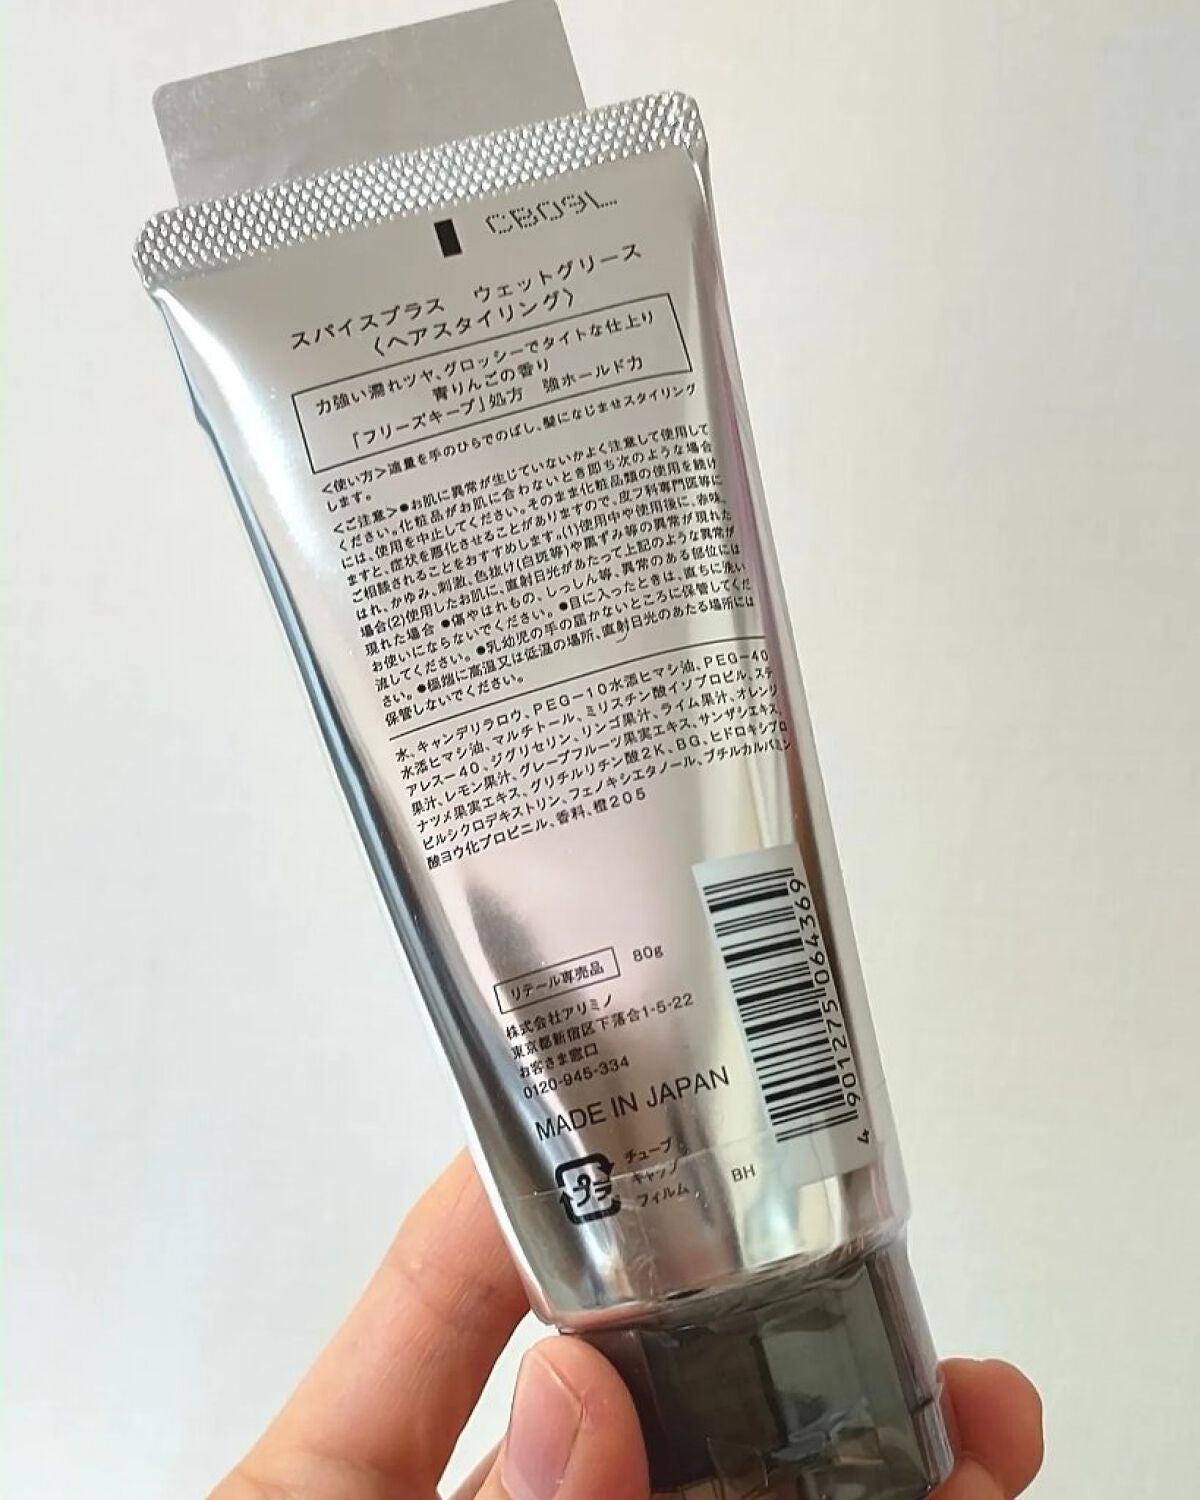 CB09L
スパイスプラス ウェットグリース
〈ヘアスタイリング〉
力強い濡れツヤ、グロッシーでタイトな仕上り
青りんごの香り
「フリーズキープ」処方 強ホールド力
＜使い方＞適量を手のひらでのばし、髪になじませスタイリング
します。
＜ご注意＞●お肌に異常が生じていないかよく注意して使用して
ください。化粧品がお肌に合わないとき即ち次のような場合
には、使用を中止してください。そのまま化粧品類の使用を続け
ますと、症状を悪化させることがありますので、皮フ科専門医等に
ご相談されることをおすすめします。(1)使用中や使用後に、赤味、
はれ、かゆみ、刺激、色抜け(白斑等)や黒ずみ等の異常が現れた
場合(2)使用したお肌に、直射日光があたって上記のような異常が
現れた場合 ●傷やはれもの、しっしん等、異常のある部位には
お使いにならないでください。●目に入ったときは、直ちに洗い
流してください。●乳幼児の手の届かないところに保管してくだ
さい。●極端に高温又は低温の場所、直射日光のあたる場所には
保管しないでください。
水、キャンデリラロウ、PEG-10水添ヒマシ油、PEG-40
水添ヒマシ油、マルチトール、ミリスチン酸イソプロピル、ステ
アレス-40、ジグリセリン、リンゴ果汁、ライム果汁、オレンジ
果汁、レモン果汁、グレープフルーツ果実エキス、サンザシエキス、
ナツメ果実エキス、グリチルリチン酸2K、BG、ヒドロキシプロ
ピルシクロデキストリン、フェノキシエタノール、ブチルカルバミン
酸ヨウ化プロピニル、香料、橙205
リテール専売品 80g
株式会社アリミノ
東京都新宿区下落合1-5-22
お客さま窓口
0120-945-334
MADE IN JAPAN
プラ
チューブ
キャップ
フィルム
BH
4 901275 064369